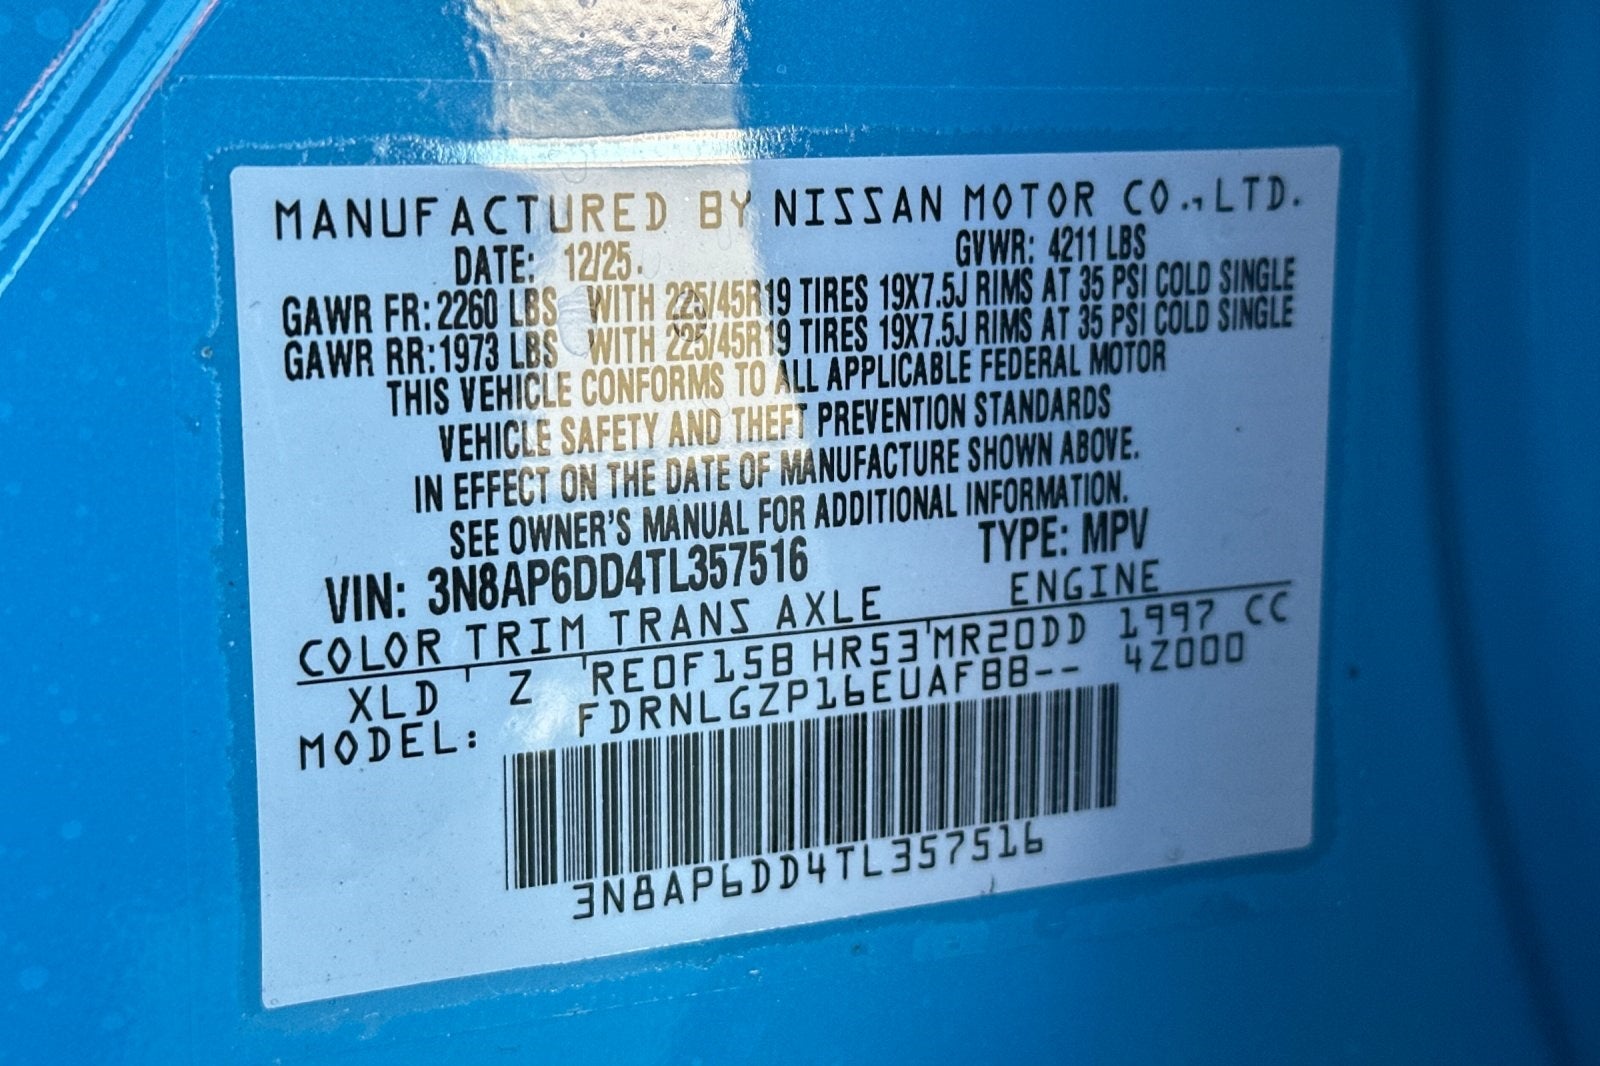 MANUFACTURED BY NISSAN MOTOR CO., LTD.
DATE: 12/25. GVWR: 4211 LBS
GAWR FR: 2260 LBS WITH 225/45R19 TIRES 19X7.5J RIMS AT 35 PSI COLD SINGLE
GAWR RR: 1973 LBS WITH 225/45R19 TIRES 19X7.5J RIMS AT 35 PSI COLD SINGLE
THIS VEHICLE CONFORMS TO ALL APPLICABLE FEDERAL MOTOR
VEHICLE SAFETY AND THEFT PREVENTION STANDARDS
IN EFFECT ON THE DATE OF MANUFACTURE SHOWN ABOVE.
SEE OWNER'S MANUAL FOR ADDITIONAL INFORMATION.
VIN: 3N8AP6DD4TL357516 TYPE: MPV
COLOR TRIM TRANS AXLE ENGINE
XLD Z RE0F15B HR53 MR20DD 1997 CC
MODEL: FDRNLGZP16EUAFBB-- 4Z000
3N8AP6DD4TL357516